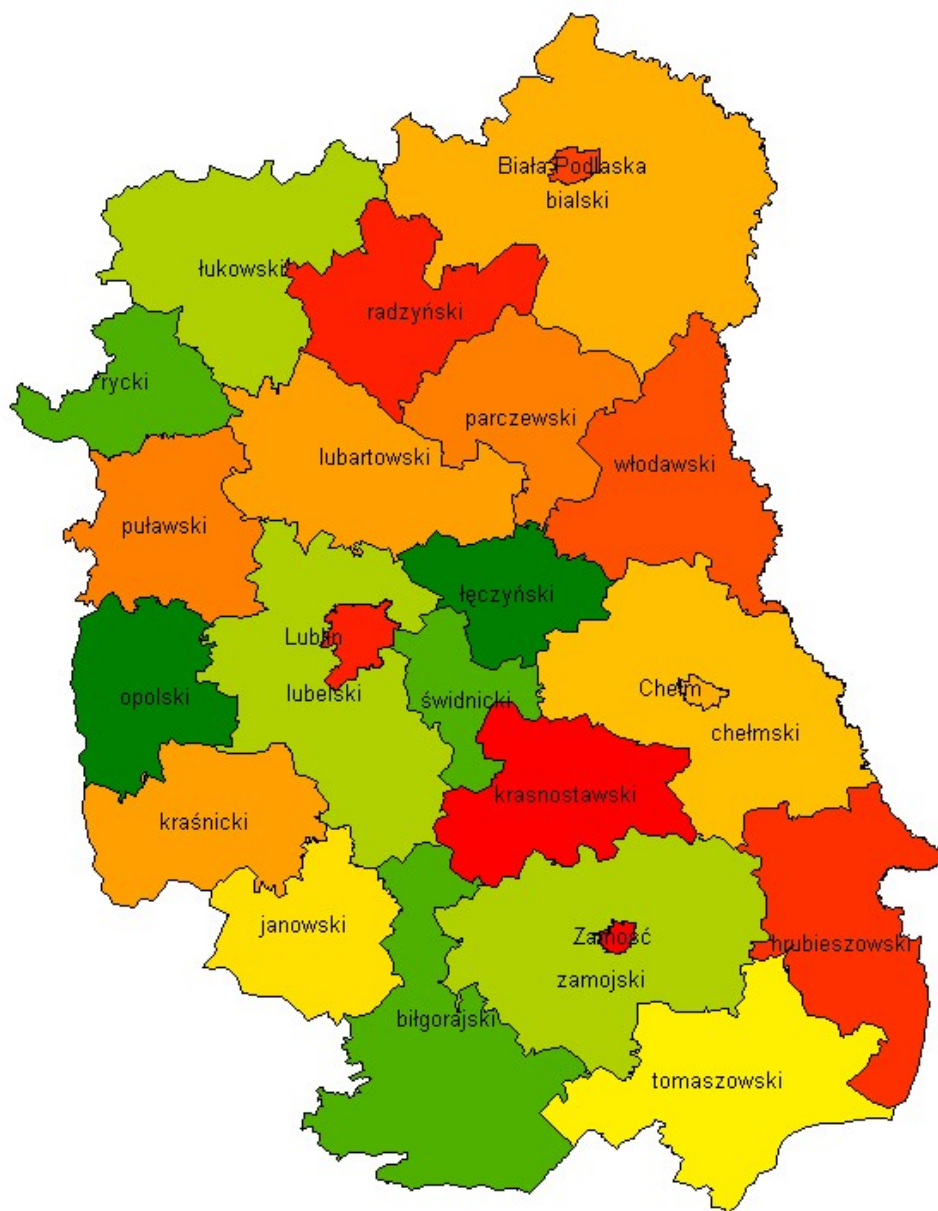 Biała Podlaska
bialski
łukowski
radzyński
rycki
parczewski
lubartowski
włodawski
puławski
łęczyński
Lublin
lubelski
opolski
świdnicki
Chełm
chełmski
krasnostawski
kraśnicki
janowski
Zamość
hrubieszowski
zamojski
biłgorajski
tomaszowski